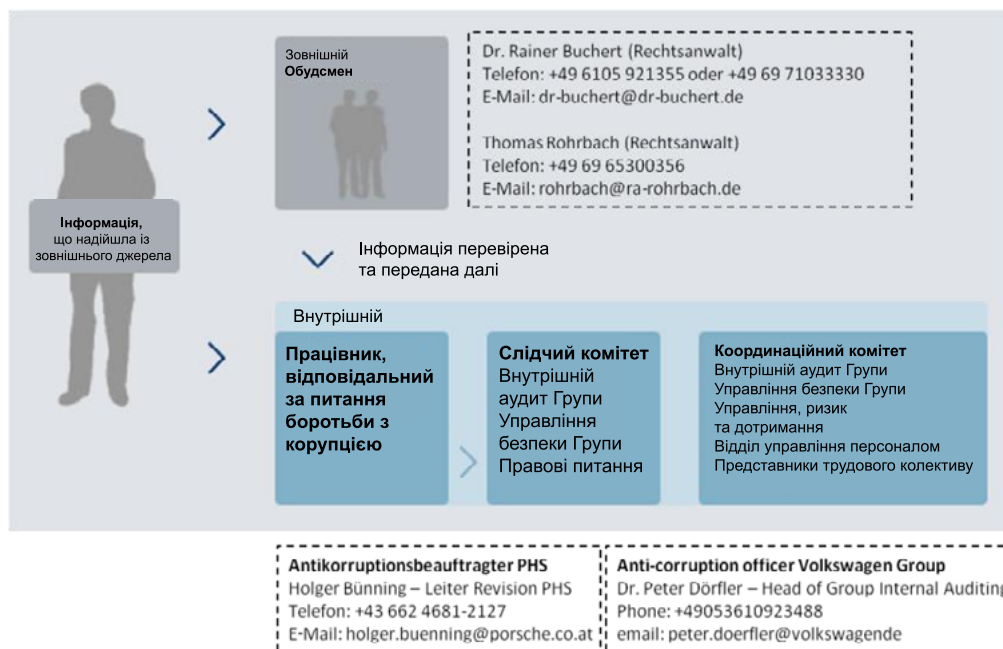 Зовнішній
Обудсмен
Dr. Rainer Buchert (Rechtsanwalt)
Telefon: +49 6105 921355 oder +49 69 71033330
E-Mail: dr-buchert@dr-buchert.de
Thomas Rohrbach (Rechtsanwalt)
Telefon: +49 69 65300356
E-Mail: rohrbach@ra-rohrbach.de
Інформація,
що надійшла із
зовнішнього джерела
Інформація перевірена
та передана далі
Внутрішній
Працівник,
відповідальний
за питання
боротьби з
корупцією
Слідчий комітет
Внутрішній
аудит Групи
Управління
безпеки Групи
Правові питання
Координаційний комітет
Внутрішній аудит Групи
Управління безпеки Групи
Управління, ризик
та дотримання
Відділ управління персоналом
Представники трудового колективу
Antikorruptionsbeauftragter PHS
Holger Bünning – Leiter Revision PHS
Telefon: +43 662 4681-2127
E-Mail: holger.buenning@porsche.co.at
Anti-corruption officer Volkswagen Group
Dr. Peter Dörfler – Head of Group Internal Auditing
Phone: +49053610923488
email: peter.doerfler@volkswagende